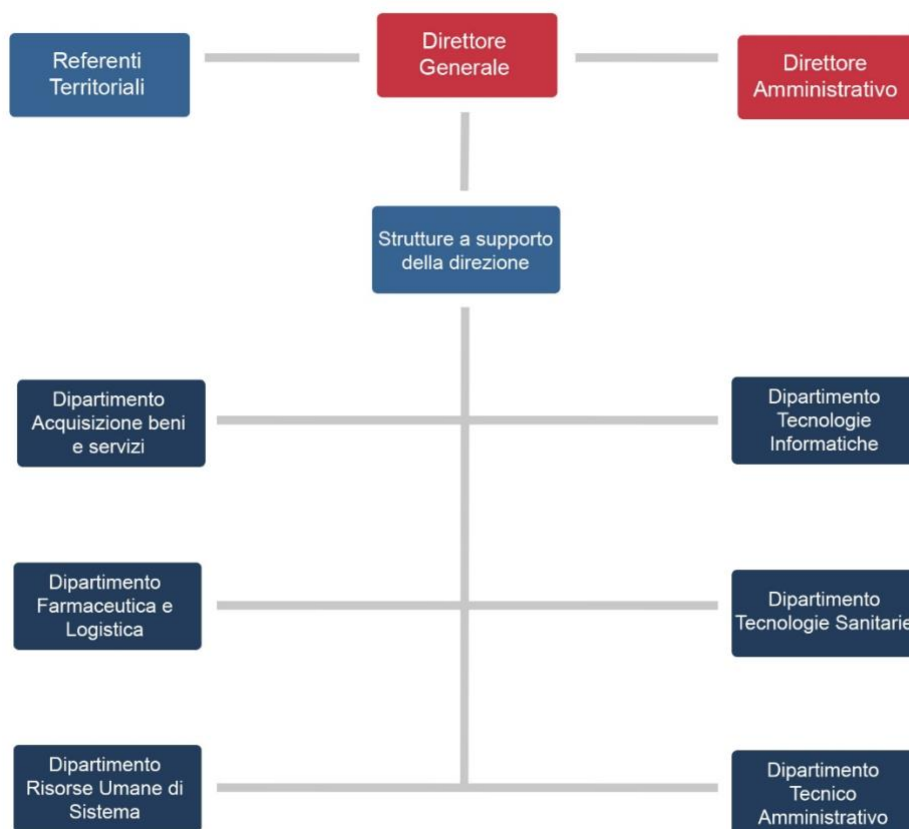 Referenti
Territoriali
Direttore
Generale
Direttore
Amministrativo
Strutture a supporto
della direzione
Dipartimento
Acquisizione beni
e servizi
Dipartimento
Tecnologie
Informatiche
Dipartimento
Farmaceutica e
Logistica
Dipartimento
Tecnologie Sanitarie
Dipartimento
Risorse Umane di
Sistema
Dipartimento
Tecnico
Amministrativo